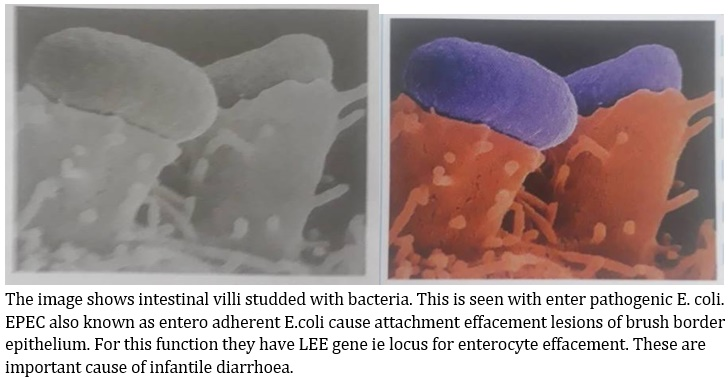 The image shows intestinal villi studded with bacteria. This is seen with enter pathogenic E. coli.
EPEC also known as entero adherent E.coli cause attachment effacement lesions of brush border
epithelium. For this function they have LEE gene ie locus for enterocyte effacement. These are
important cause of infantile diarrhoea.